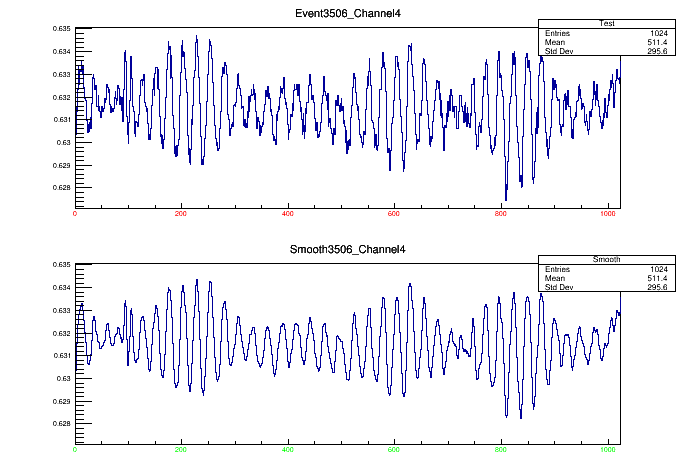 Event3506_Channel4
Test
Entries 1024
Mean 511.4
Std Dev 295.6
0.635
0.634
0.633
0.632
0.631
0.63
0.629
0.628
0 200 400 600 800 1000
Smooth3506_Channel4
Smooth
Entries 1024
Mean 511.4
Std Dev 295.6
0.635
0.634
0.633
0.632
0.631
0.63
0.629
0.628
0 200 400 600 800 1000